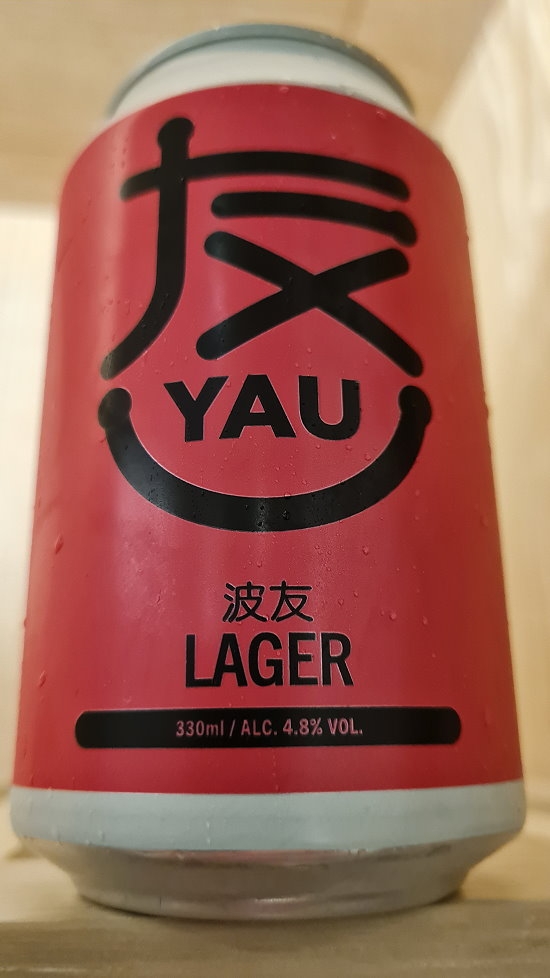 友
YAU
波友
LAGER
330ml / ALC. 4.8% VOL.